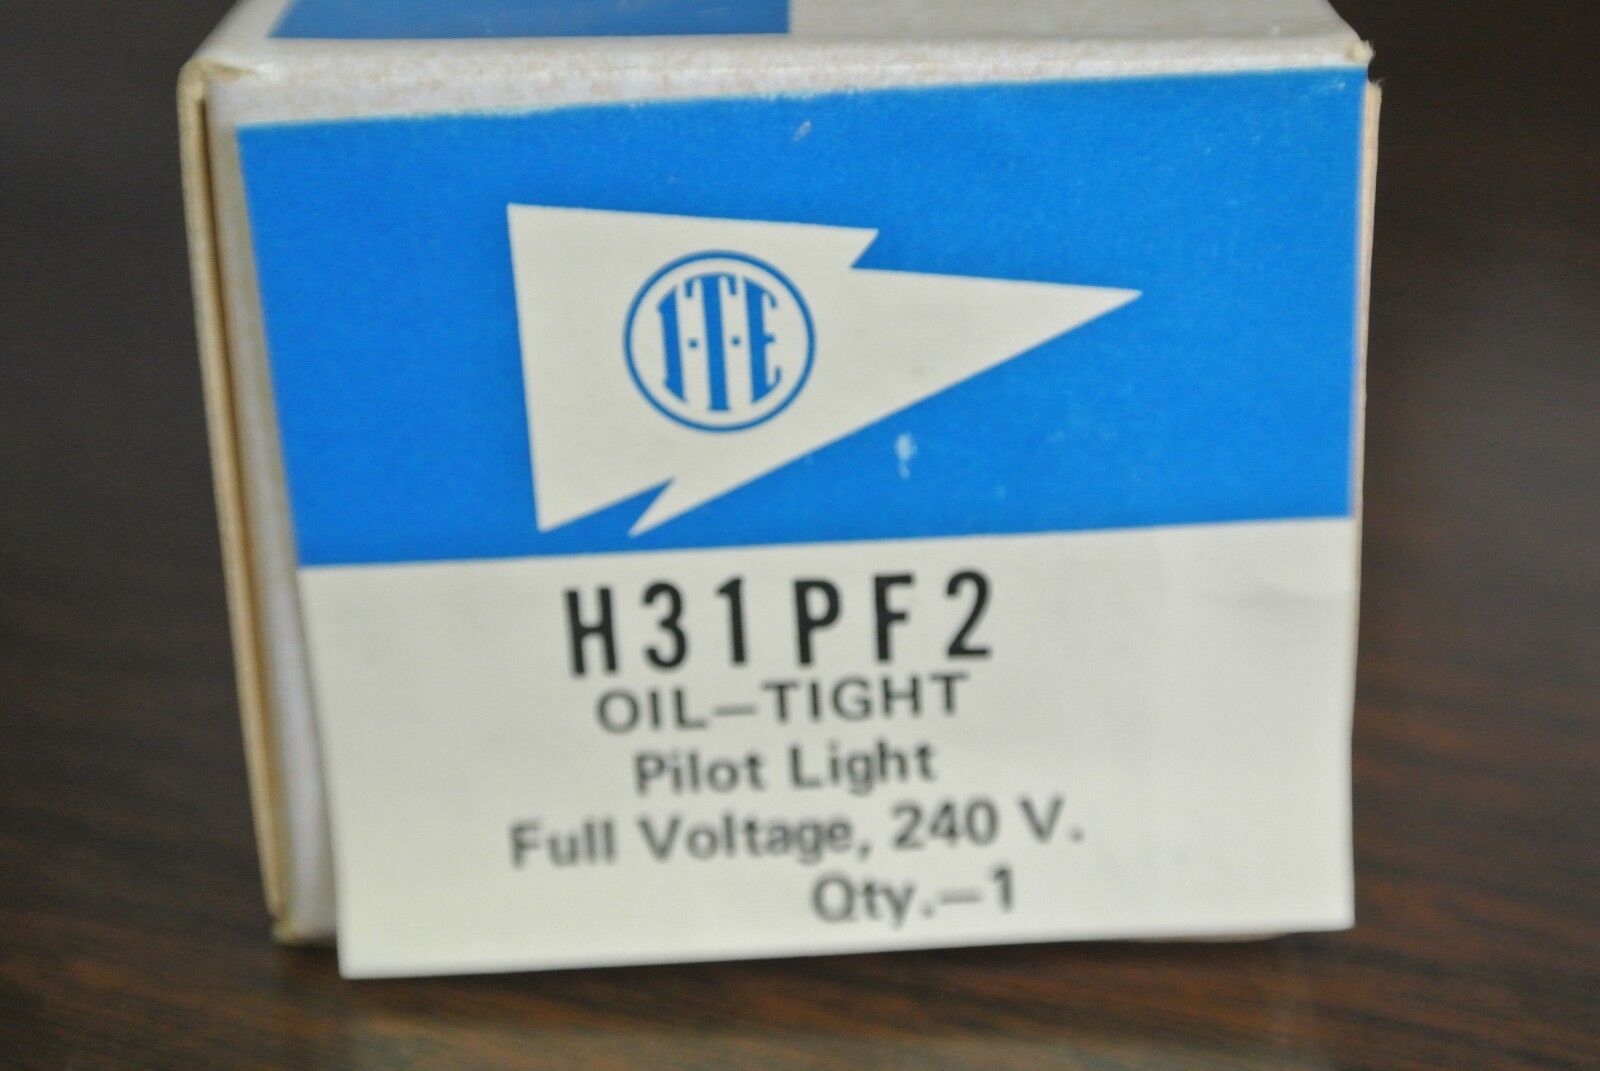 I·T·E
H31PF2
OIL—TIGHT
Pilot Light
Full Voltage, 240 V.
Qty.—1